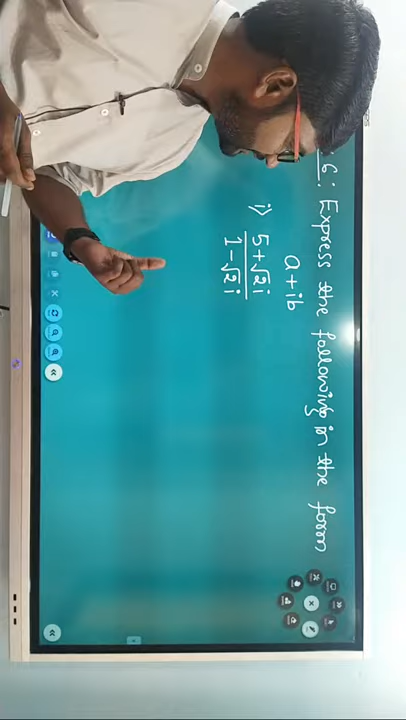 .6: Express the following in the form
a+ib
i) 5+√2i
1-√2i